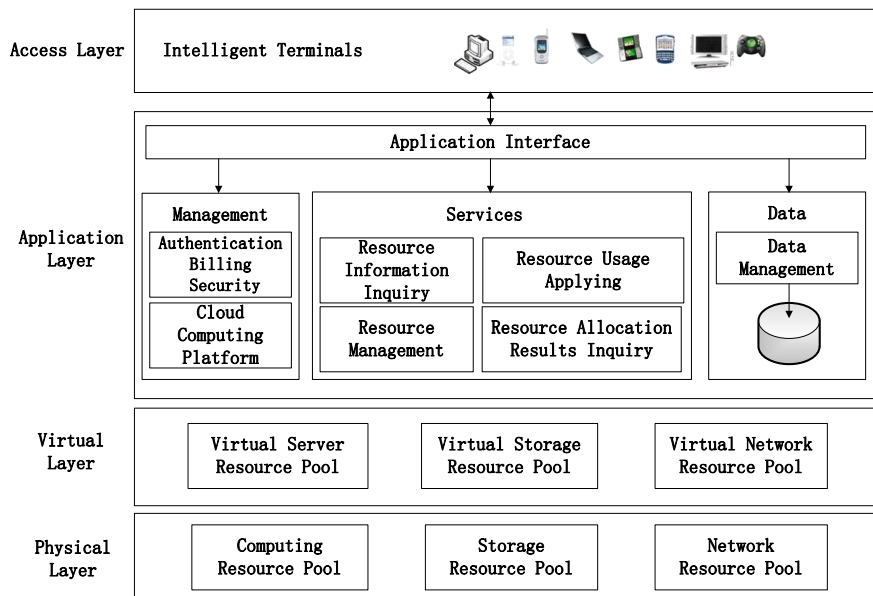 Access Layer
Intelligent Terminals
Application Interface
Application
Layer
Management
Authentication
Billing
Security
Cloud
Computing
Platform
Services
Resource
Information
Inquiry
Resource Usage
Applying
Resource
Management
Resource Allocation
Results Inquiry
Data
Data
Management
Virtual
Layer
Virtual Server
Resource Pool
Virtual Storage
Resource Pool
Virtual Network
Resource Pool
Physical
Layer
Computing
Resource Pool
Storage
Resource Pool
Network
Resource Pool